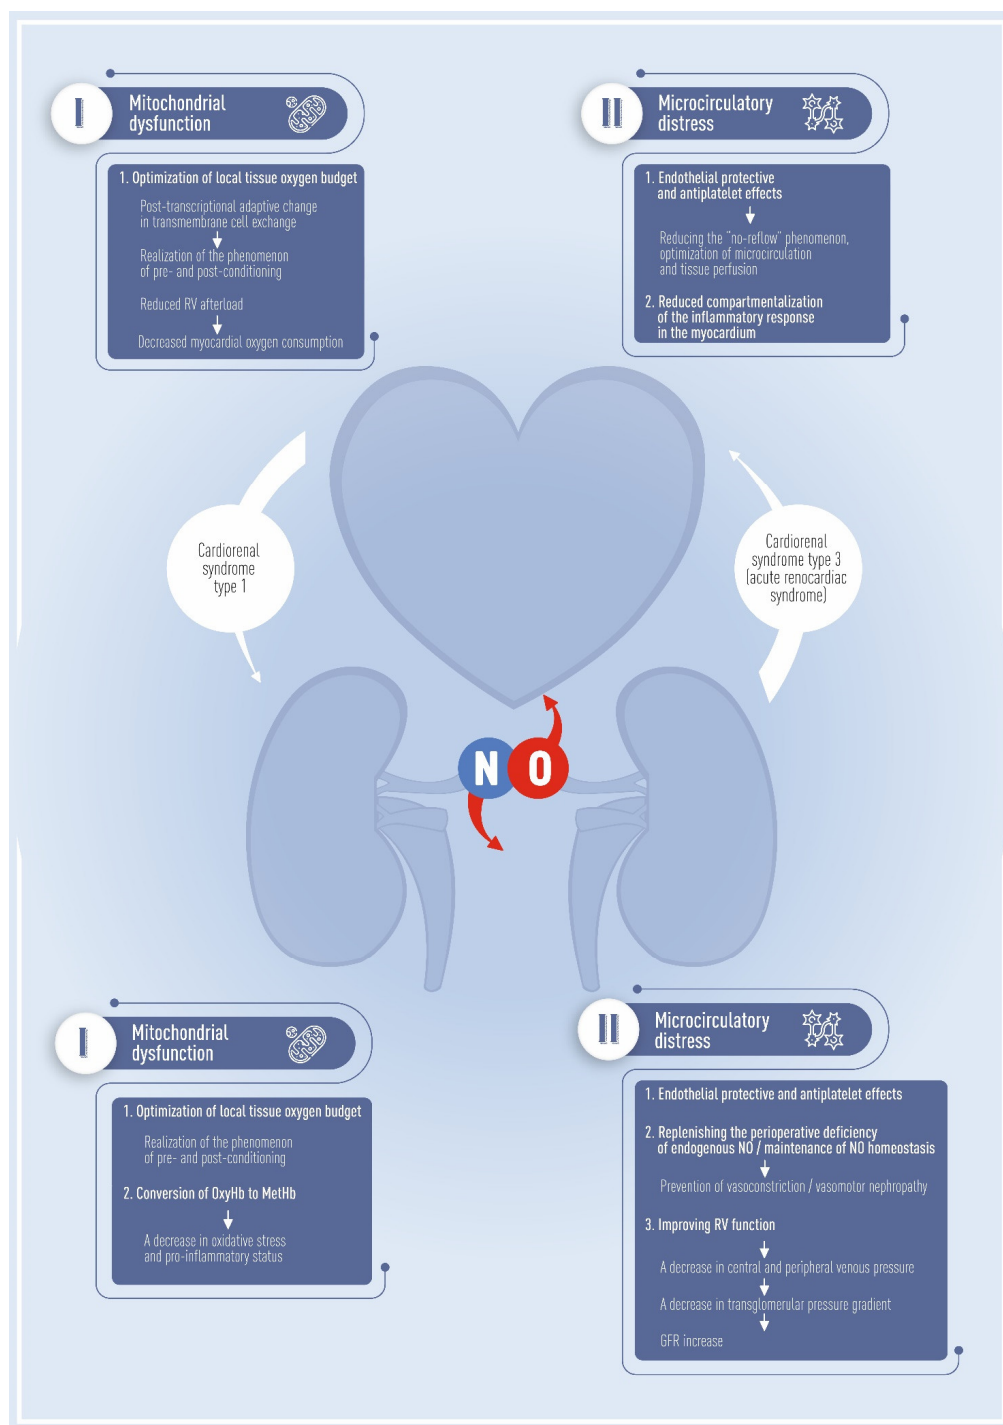 I
Mitochondrial
dysfunction
1. Optimization of local tissue oxygen budget
Post-transcriptional adaptive change
in transmembrane cell exchange
Realization of the phenomenon
of pre- and post-conditioning
Reduced RV afterload
Decreased myocardial oxygen consumption
II
Microcirculatory
distress
1. Endothelial protective
and antiplatelet effects
Reducing the "no-reflow" phenomenon,
optimization of microcirculation
and tissue perfusion
2. Reduced compartmentalization
of the inflammatory response
in the myocardium
Cardiorenal
syndrome
type 1
Cardiorenal
syndrome type 3
(acute renocardiac
syndrome)
NO
I
Mitochondrial
dysfunction
1. Optimization of local tissue oxygen budget
Realization of the phenomenon
of pre- and post-conditioning
2. Conversion of OxyHb to MetHb
A decrease in oxidative stress
and pro-inflammatory status
II
Microcirculatory
distress
1. Endothelial protective and antiplatelet effects
2. Replenishing the perioperative deficiency
of endogenous NO / maintenance of NO homeostasis
Prevention of vasoconstriction / vasomotor nephropathy
3. Improving RV function
A decrease in central and peripheral venous pressure
A decrease in transglomerular pressure gradient
GFR increase